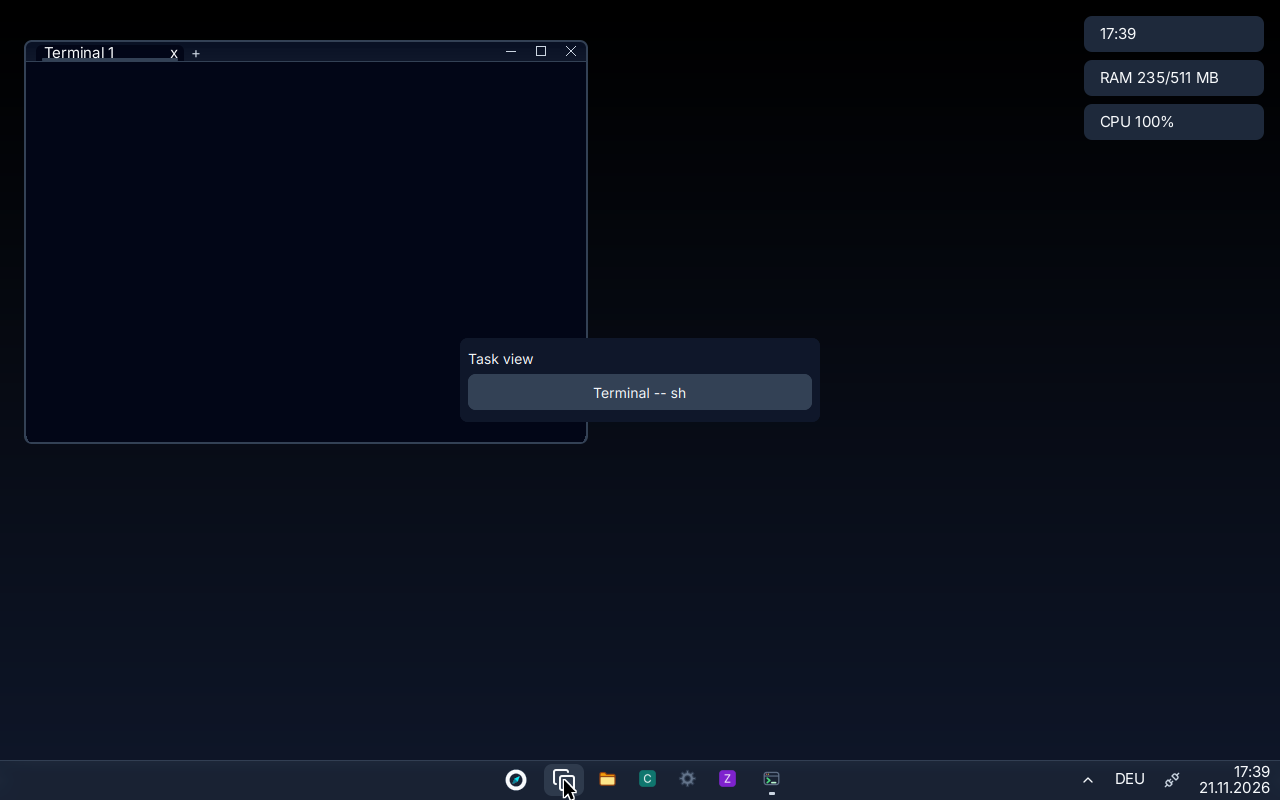 17:39
RAM 235/511 MB
CPU 100%
Terminal 1 x +
Task view
Terminal -- sh
C
Z
DEU
17:39
21.11.2026